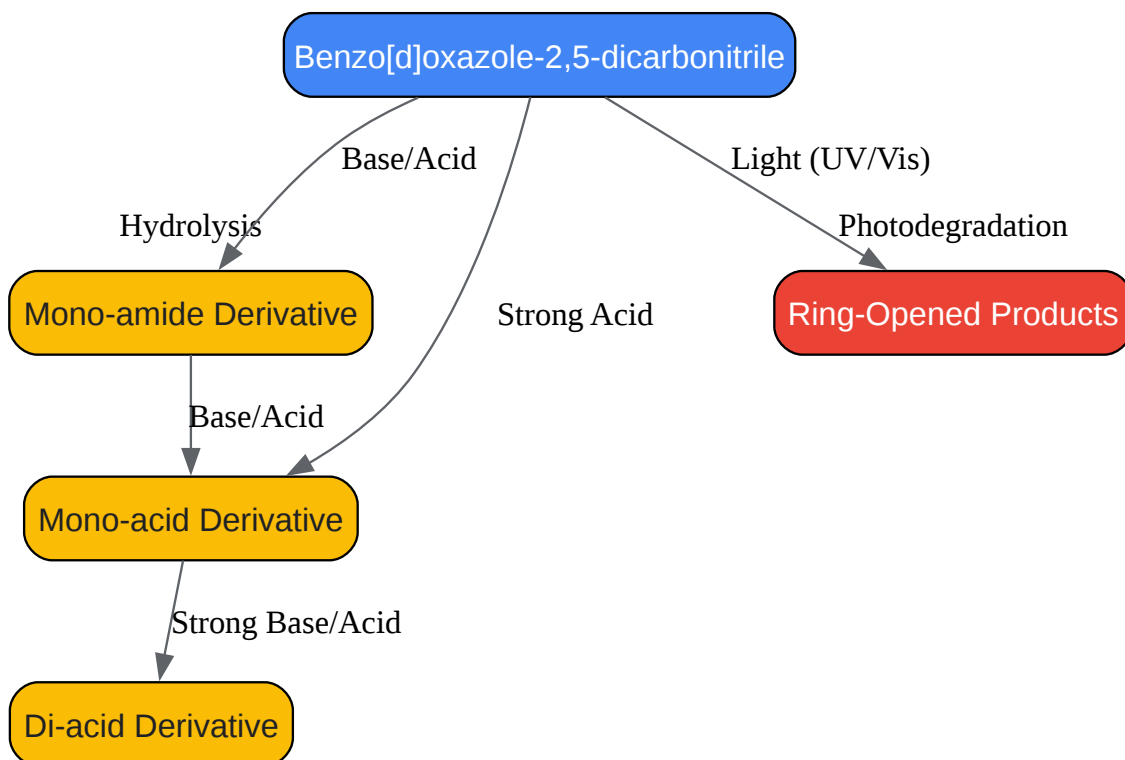 Benzo[d]oxazole-2,5-dicarbonitrile
Base/Acid
Light (UV/Vis)
Hydrolysis
Photodegradation
Mono-amide Derivative
Strong Acid
Ring-Opened Products
Base/Acid
Mono-acid Derivative
Strong Base/Acid
Di-acid Derivative